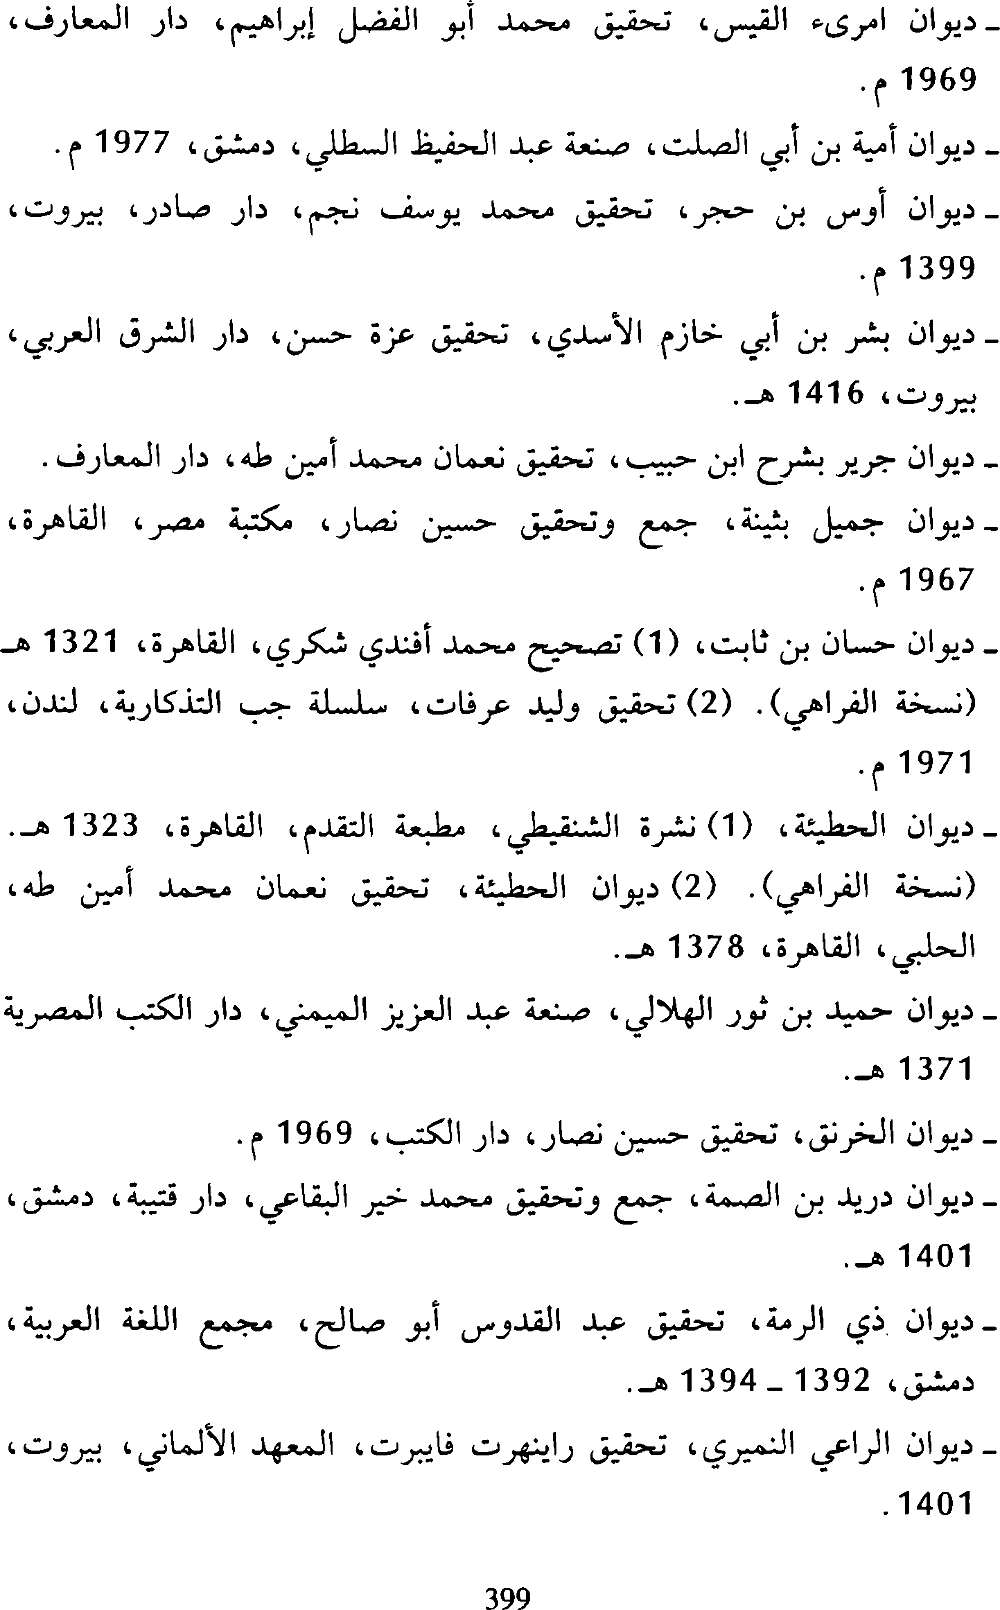 ـ ديوان امرىء القيس، تحقيق محمد أبو الفضل إبراهيم، دار المعارف،
1969 م.
ـ ديوان أمية بن أبي الصلت، صنعة عبد الحفيظ السطلي، دمشق، 1977 م.
ـ ديوان أوس بن حجر، تحقيق محمد يوسف نجم، دار صادر، بيروت،
1399 م.
ـ ديوان بشر بن أبي خازم الأسدي، تحقيق عزة حسن، دار الشرق العربي،
بيروت، 1416 هـ.
ـ ديوان جرير بشرح ابن حبيب، تحقيق نعمان محمد أمين طه، دار المعارف.
ـ ديوان جميل بثينة، جمع وتحقيق حسين نصار، مكتبة مصر، القاهرة،
1967 م.
ـ ديوان حسان بن ثابت، (1) تصحيح محمد أفندي شكري، القاهرة، 1321 هـ
(نسخة الفراهي). (2) تحقيق وليد عرفات، سلسلة جب التذكارية، لندن،
1971 م.
ـ ديوان الحطيئة، (1) نشرة الشنقيطي، مطبعة التقدم، القاهرة، 1323 هـ.
(نسخة الفراهي). (2) ديوان الحطيئة، تحقيق نعمان محمد أمين طه،
الحلبي، القاهرة، 1378 هـ.
ـ ديوان حميد بن ثور الهلالي، صنعة عبد العزيز الميمني، دار الكتب المصرية
1371 هـ.
ـ ديوان الخرنق، تحقيق حسين نصار، دار الكتب، 1969 م.
ـ ديوان دريد بن الصمة، جمع وتحقيق محمد خير البقاعي، دار قتيبة، دمشق،
1401 هـ.
ـ ديوان ذي الرمة، تحقيق عبد القدوس أبو صالح، مجمع اللغة العربية،
دمشق، 1392 ـ 1394 هـ.
ـ ديوان الراعي النميري، تحقيق راينهرت فايبرت، المعهد الألماني، بيروت،
1401.
399